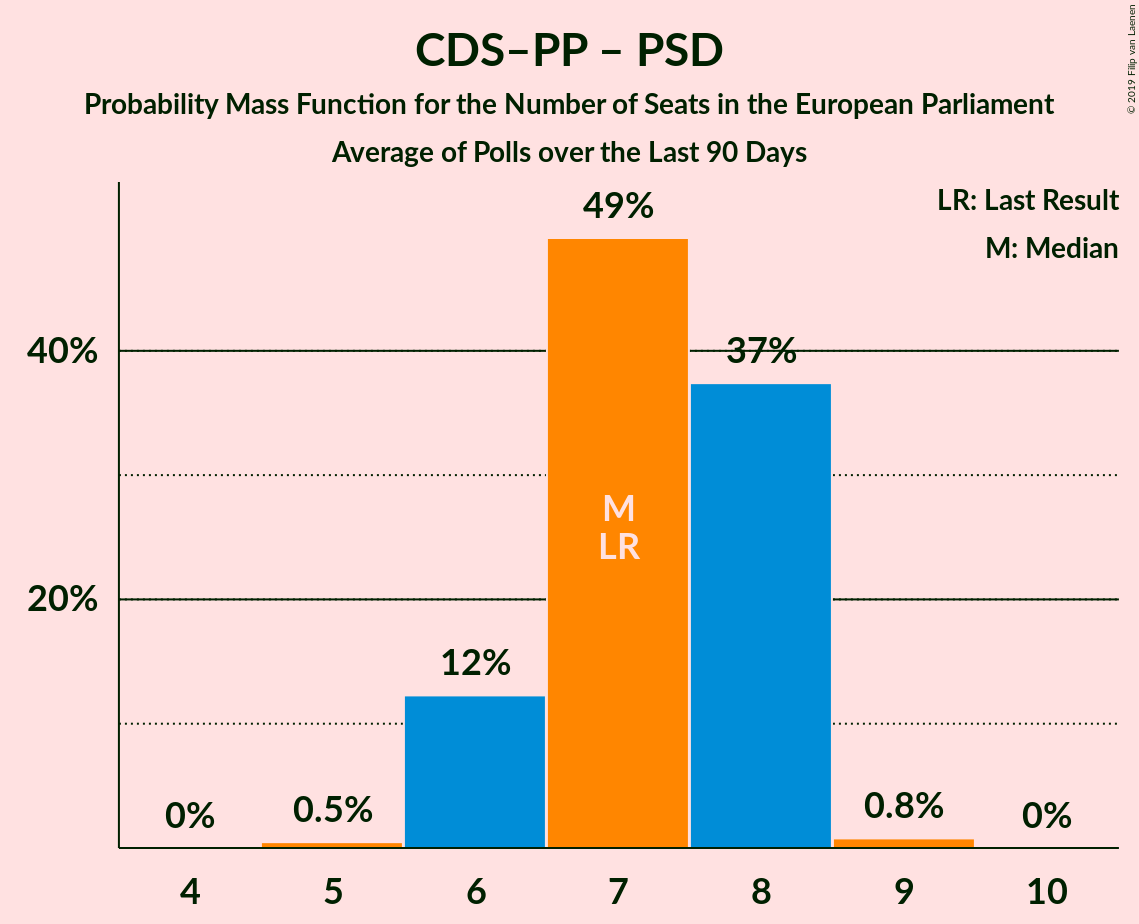 CDS–PP – PSD
Probability Mass Function for the Number of Seats in the European Parliament
Average of Polls over the Last 90 Days
© 2019 Filip van Laenen
LR: Last Result
M: Median
49%
40%
37%
M
LR
20%
12%
0%
0.5%
0.8%
0%
4 5 6 7 8 9 10